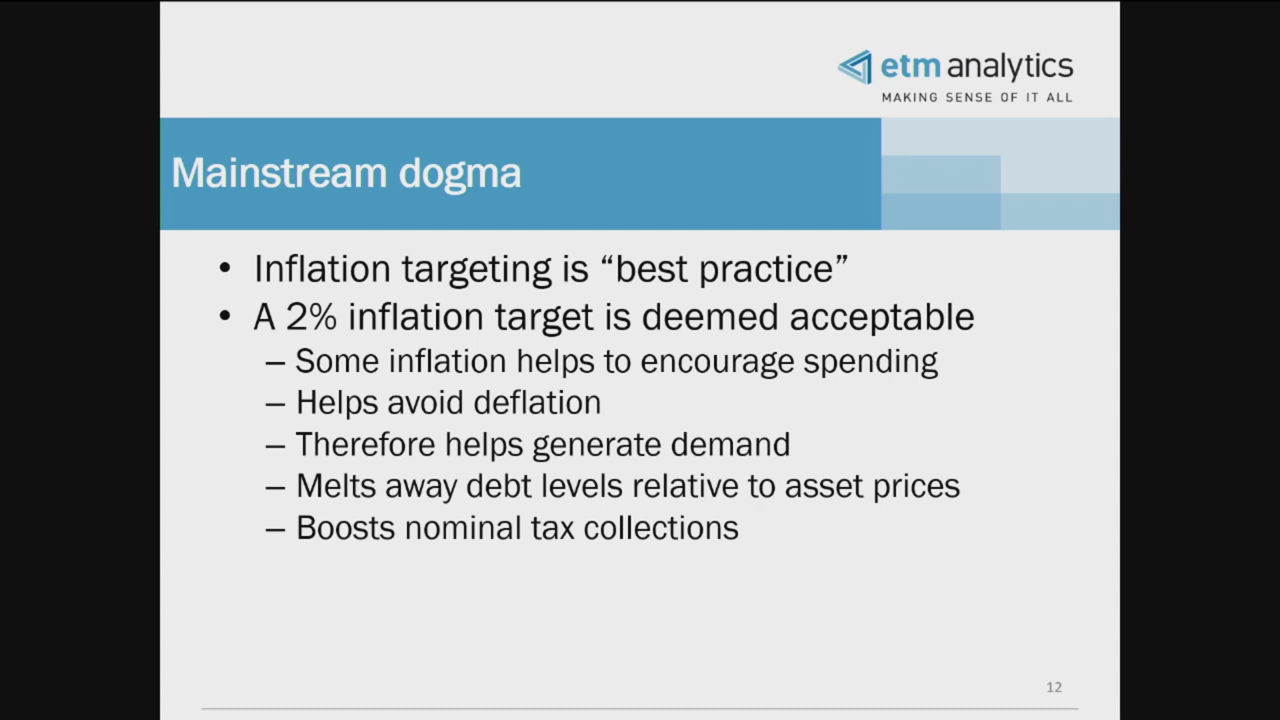 etm analytics
MAKING SENSE OF IT ALL
Mainstream dogma
• Inflation targeting is “best practice”
• A 2% inflation target is deemed acceptable
– Some inflation helps to encourage spending
– Helps avoid deflation
– Therefore helps generate demand
– Melts away debt levels relative to asset prices
– Boosts nominal tax collections
12